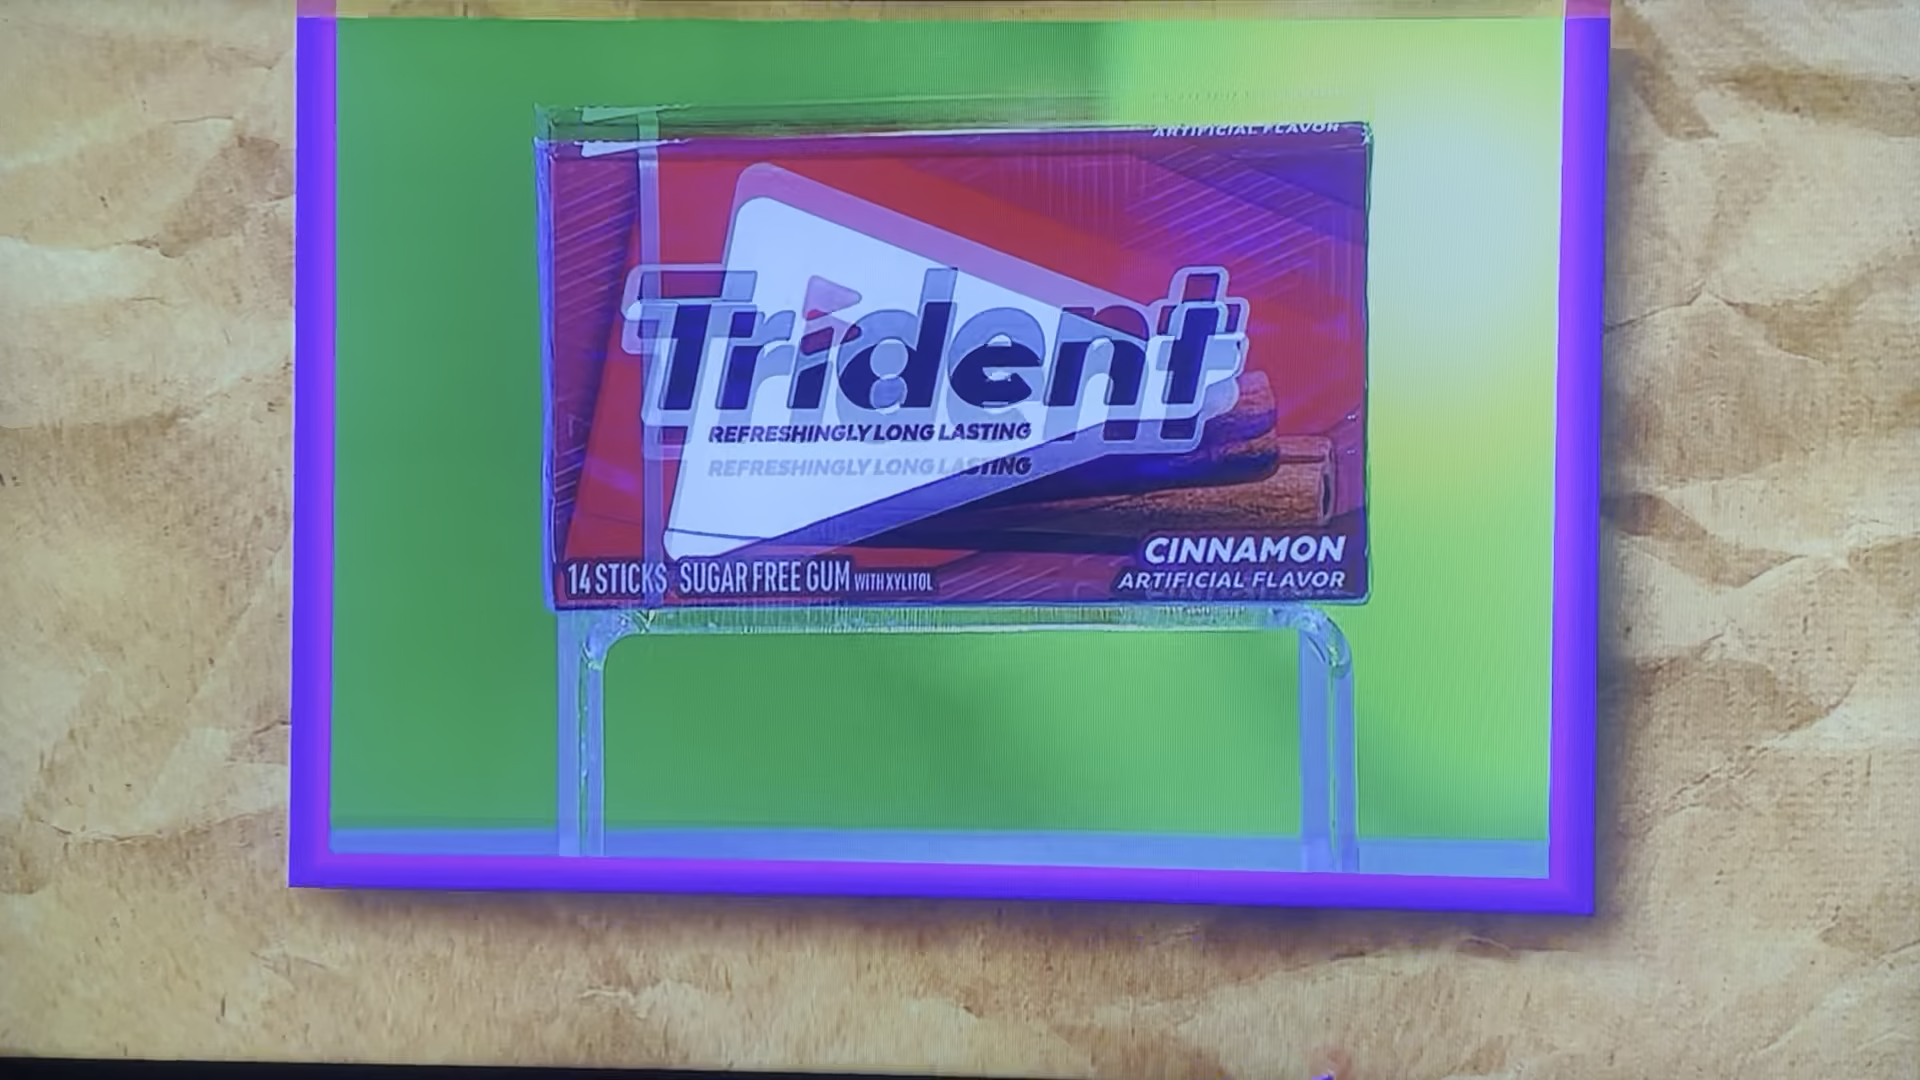 ARTIFICIAL FLAVOR
Trident
REFRESHINGLY LONG LASTING
REFRESHINGLY LONG LASTING
CINNAMON
14 STICKS SUGAR FREE GUM WITH XYLITOL
ARTIFICIAL FLAVOR